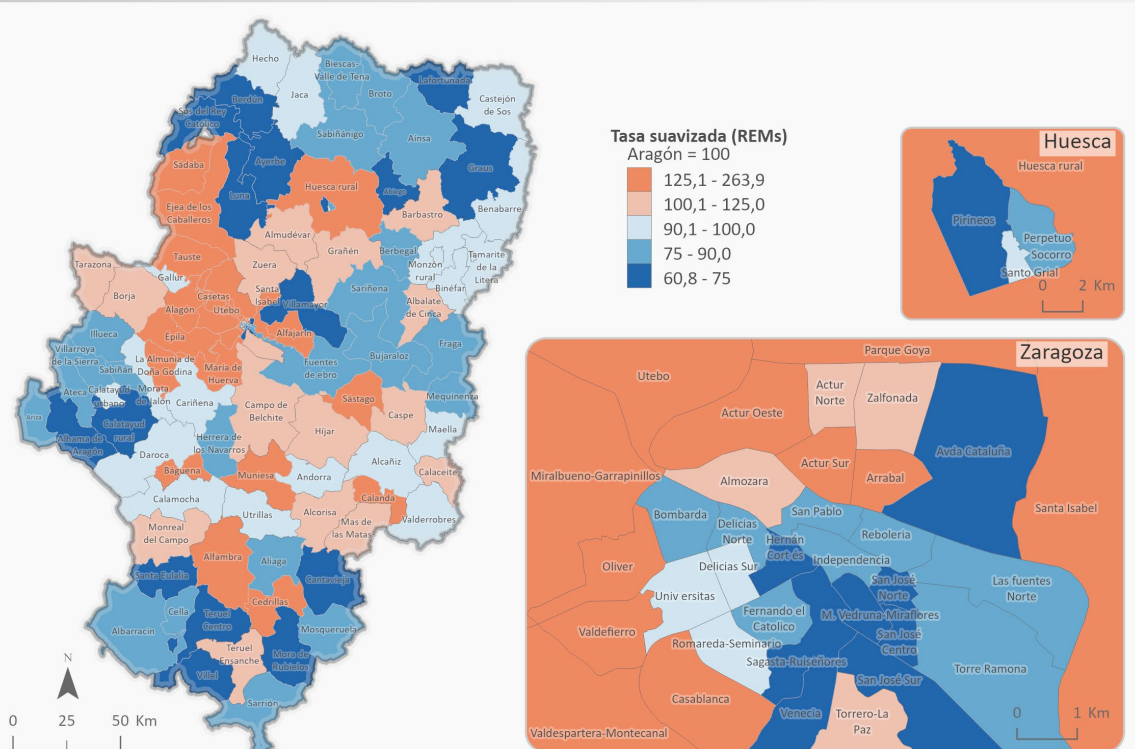 Hecho
Biescas-
Valle de Tena
Lafortunada
Jaca
Broto
Castejón
de Sos
Berdún
Sos del Rey
Católico
Sabiñánigo
Aínsa
Sádaba
Ayerbe
Graus
Luna
Huesca rural
Abiego
Ejea de los
Caballeros
Barbastro
Benabarre
Almudévar
Grañén
Berbegal
Tauste
Zuera
Tarazona
Monzón
rural
Tamarite
de la
Litera
Gallur
Borja
Santa
Isabel
Villamayor
Sariñena
Binéfar
Casetas
Utebo
Alagón
Albalate
de Cinca
Alfajarín
Illueca
Epila
Fraga
Villarroya
de la Sierra
La Almunia de
Doña Godina
Bujaraloz
Sabiñán
María de
Huerva
Fuentes
de ebro
Ateca
Calatayud
urbano
Morata
de Jalón
Cariñena
Sástago
Mequinenza
Ariza
Campo de
Belchite
Caspe
Calatayud
rural
Maella
Alhama de
Aragón
Herrera de
los Navarros
Híjar
Daroca
Alcañiz
Baguena
Muniesa
Andorra
Calaceite
Calamocha
Calanda
Utrillas
Alcorisa
Valderrobres
Monreal
del Campo
Mas de
las Matas
Alfambra
Aliaga
Santa Eulalia
Cantavieja
Cedrillas
Cella
Teruel
Centro
Albarracin
Mosqueruela
Teruel
Ensanche
Mora de
Rubielos
Villel
Sarrión
N
0 25 50 Km
Tasa suavizada (REMs)
Aragón = 100
125,1 - 263,9
100,1 - 125,0
90,1 - 100,0
75 - 90,0
60,8 - 75
Huesca
Huesca rural
Pirineos
Perpetuo
Socorro
Santo Grial
0 2 Km
Zaragoza
Parque Goya
Utebo
Actur
Norte
Zalfonada
Actur Oeste
Avda Cataluña
Actur Sur
Miralbueno-Garrapinillos
Almozara
Arrabal
Santa Isabel
Bombarda
San Pablo
Delicias
Norte
Rebolería
Hernán
Cort és
Independencia
Oliver
Delicias Sur
San José
Norte
Las fuentes
Norte
Univ ersitas
Fernando el
Catolico
M. Vedruna-Miraflores
Valdefierro
San José
Centro
Romareda-Seminario
Sagasta-Ruiseñores
Torre Ramona
San José Sur
Casablanca
Venecia
Torrero-La
Paz
Valdespartera-Montecanal
0 1 Km